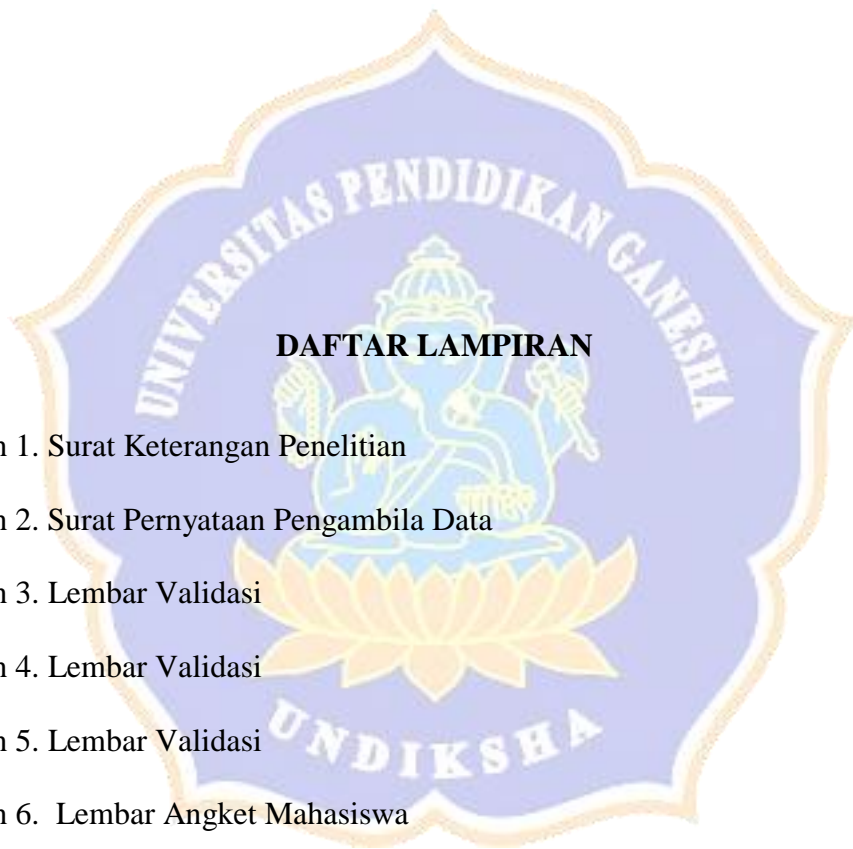 UNIVERSITAS PENDIDIKAN GANESHA
DAFTAR LAMPIRAN
n 1. Surat Keterangan Penelitian
n 2. Surat Pernyataan Pengambila Data
n 3. Lembar Validasi
n 4. Lembar Validasi
n 5. Lembar Validasi
n 6. Lembar Angket Mahasiswa
UNDIKSHA